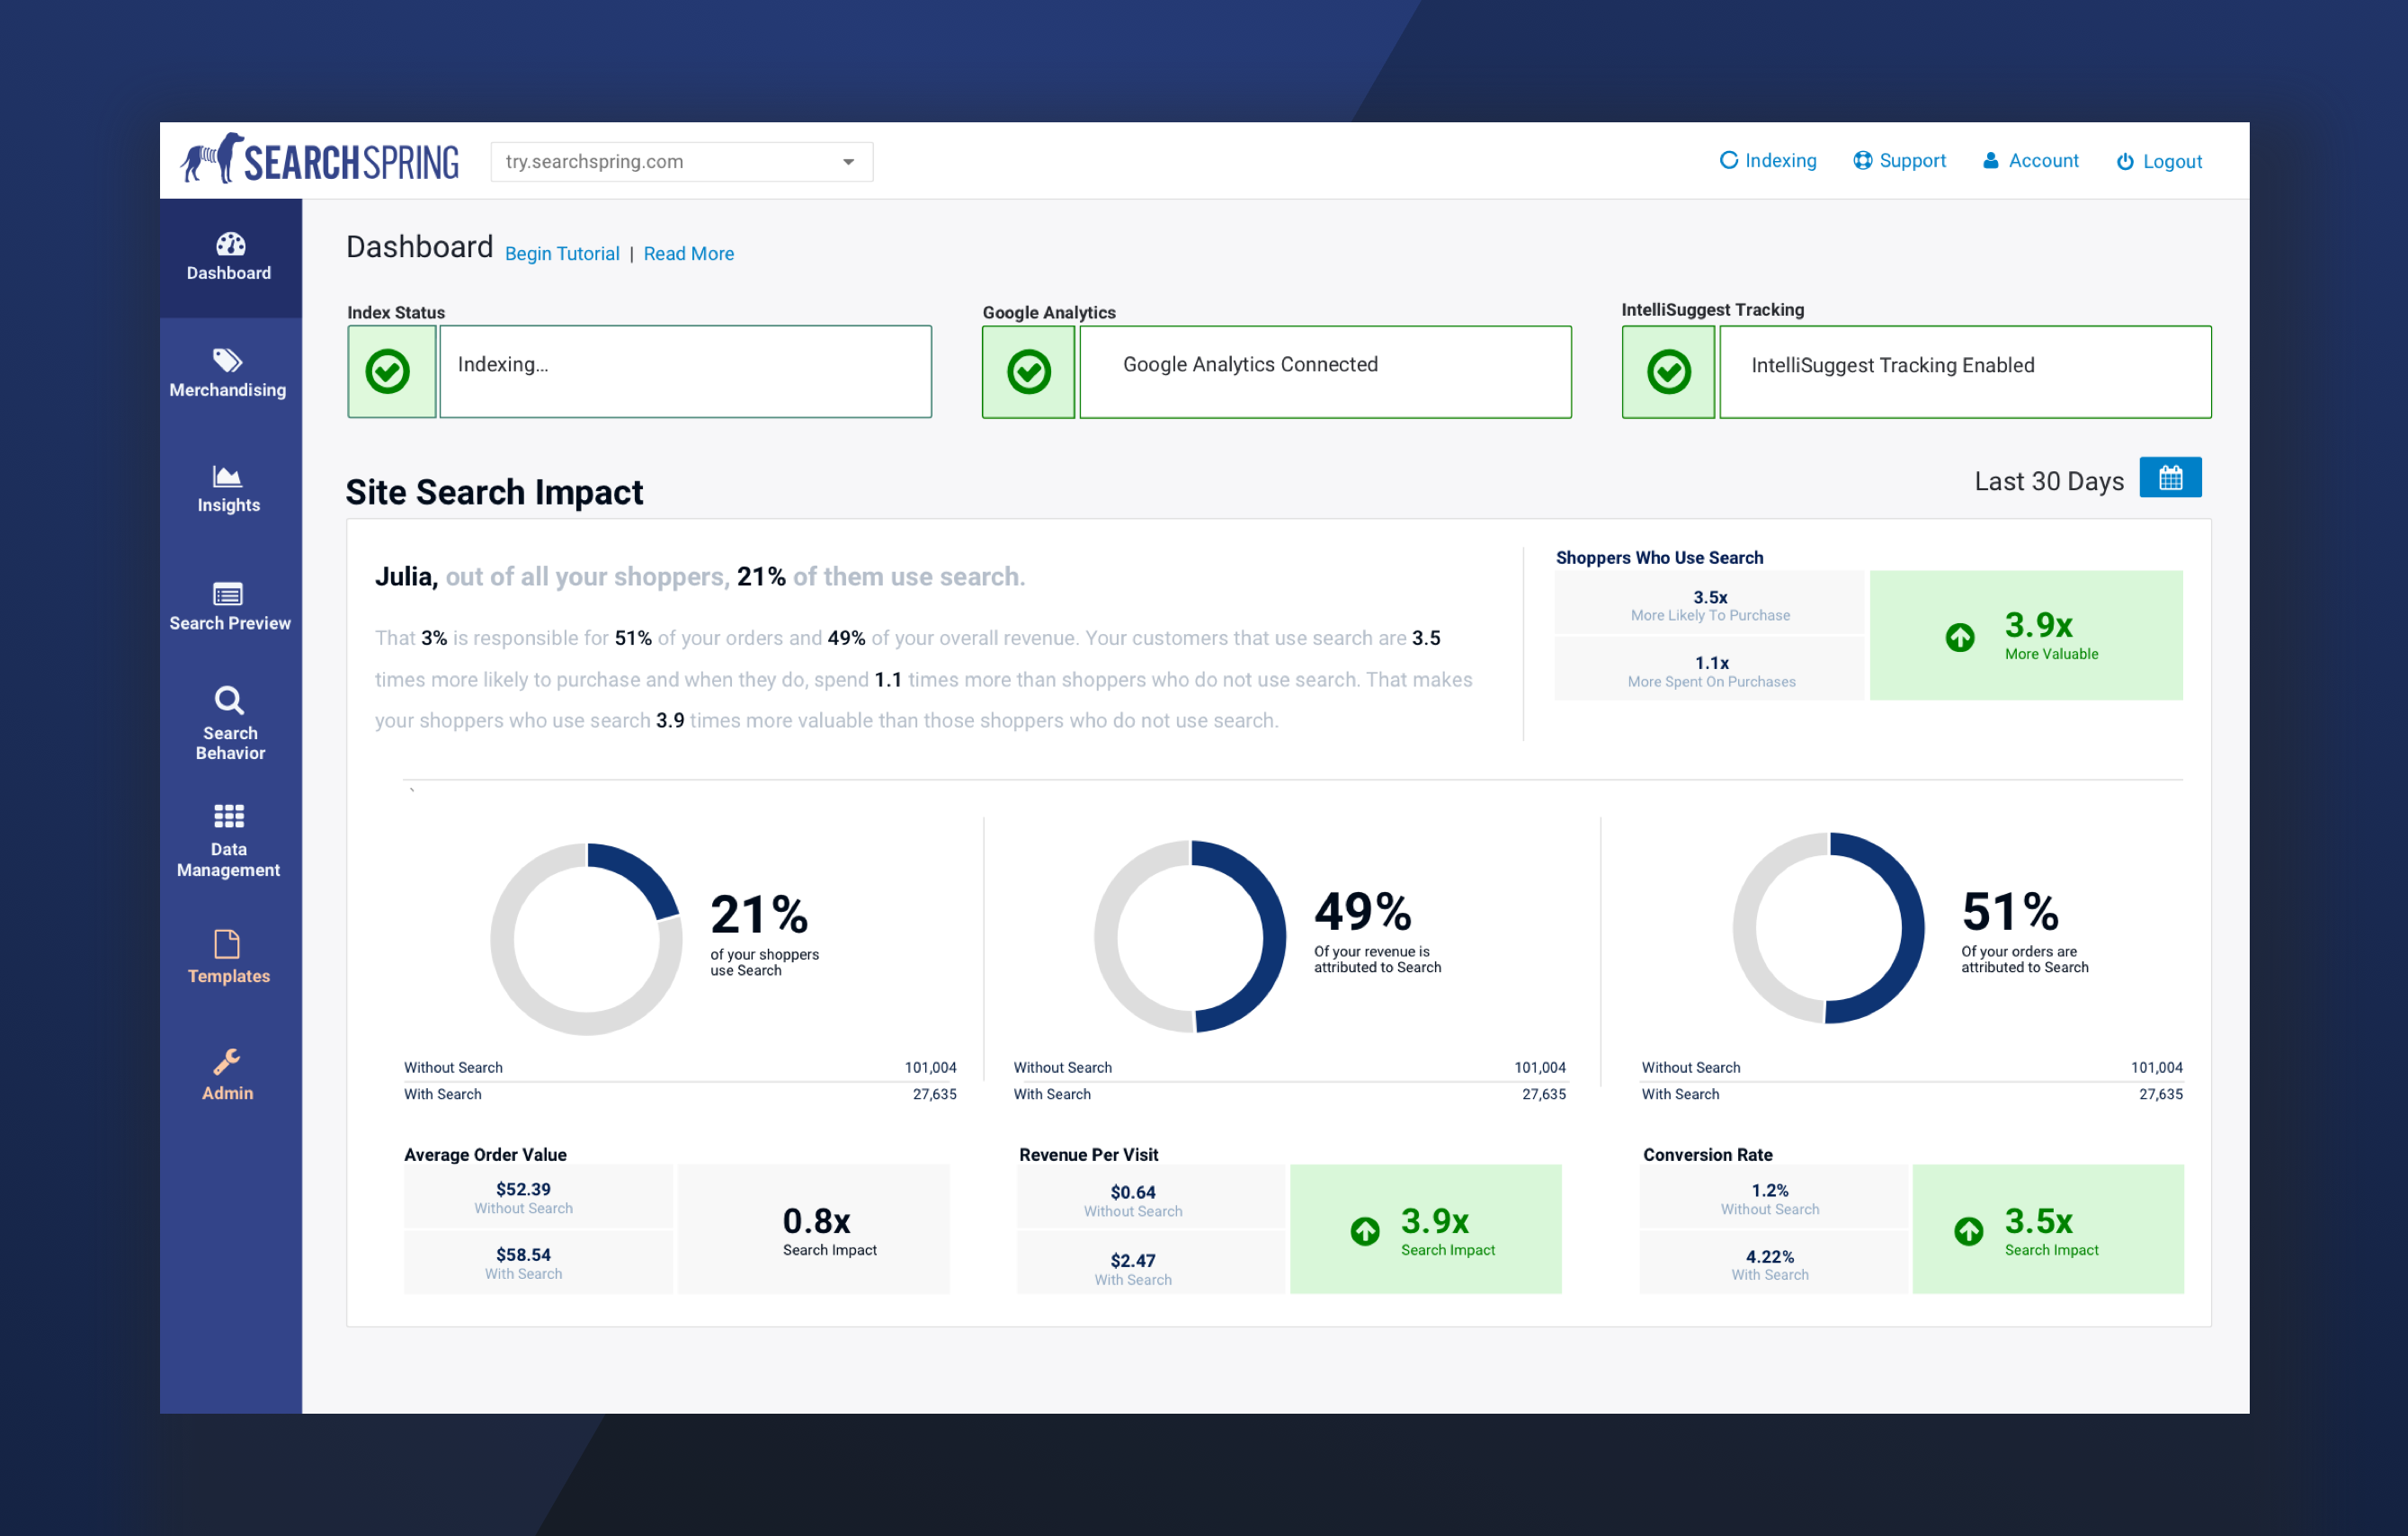 SEARCHSPRING
try.searchspring.com
Indexing
Support
Account
Logout
Dashboard
Merchandising
Insights
Search Preview
Search
Behavior
Data
Management
Templates
Admin
Dashboard Begin Tutorial | Read More
Index Status
Indexing...
Google Analytics
Google Analytics Connected
IntelliSuggest Tracking
IntelliSuggest Tracking Enabled
Site Search Impact
Last 30 Days
Julia, out of all your shoppers, 21% of them use search.
That 3% is responsible for 51% of your orders and 49% of your overall revenue. Your customers that use search are 3.5
times more likely to purchase and when they do, spend 1.1 times more than shoppers who do not use search. That makes
your shoppers who use search 3.9 times more valuable than those shoppers who do not use search.
Shoppers Who Use Search
3.5x
More Likely To Purchase
1.1x
More Spent On Purchases
3.9x
More Valuable
`
21%
of your shoppers
use Search
Without Search 101,004
With Search 27,635
49%
Of your revenue is
attributed to Search
Without Search 101,004
With Search 27,635
51%
Of your orders are
attributed to Search
Without Search 101,004
With Search 27,635
Average Order Value
$52.39
Without Search
$58.54
With Search
0.8x
Search Impact
Revenue Per Visit
$0.64
Without Search
$2.47
With Search
3.9x
Search Impact
Conversion Rate
1.2%
Without Search
4.22%
With Search
3.5x
Search Impact